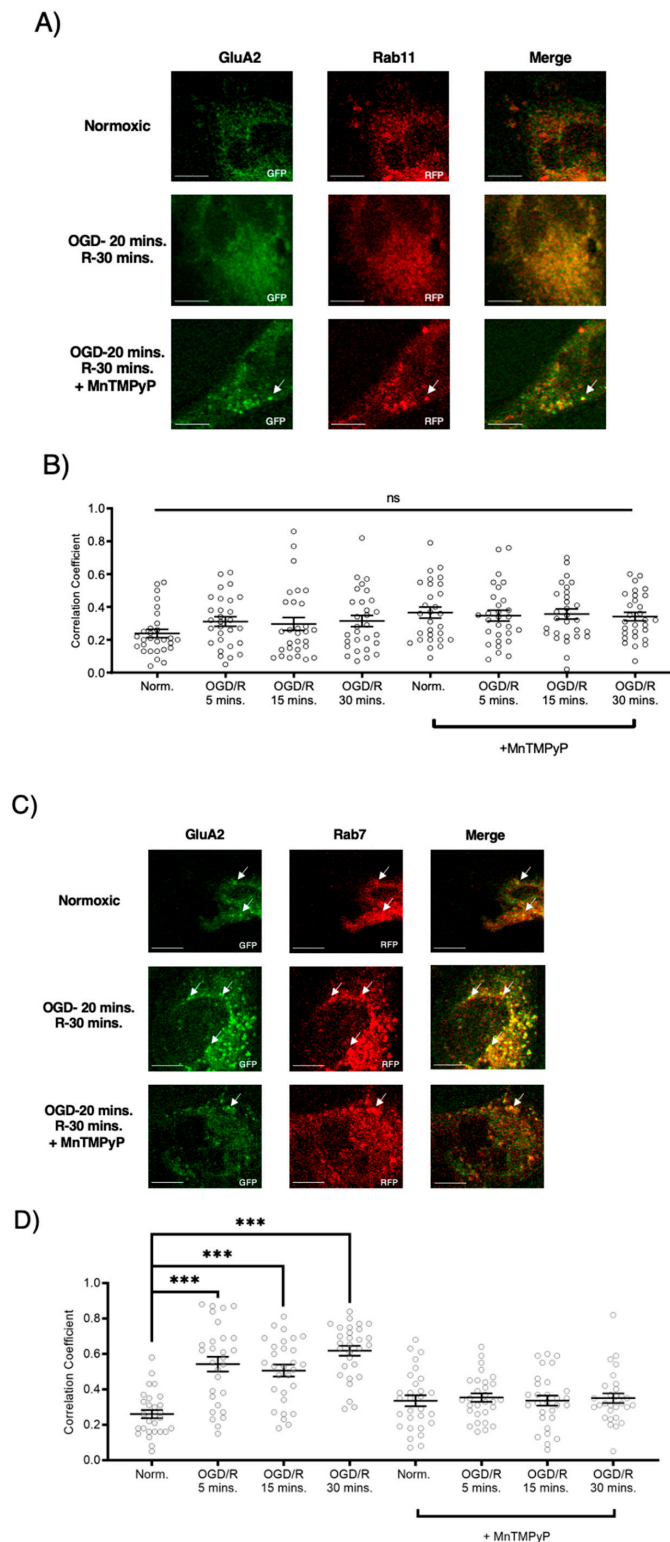 A)
GluA2 Rab11 Merge
Normoxic
GFP RFP
OGD- 20 mins.
R-30 mins.
GFP RFP
OGD-20 mins.
R-30 mins.
+ MnTMPyP
GFP RFP
B)
ns
Correlation Coefficient
1.0
0.8
0.6
0.4
0.2
0.0
Norm. OGD/R OGD/R OGD/R Norm. OGD/R OGD/R OGD/R
5 mins. 15 mins. 30 mins. 5 mins. 15 mins. 30 mins.
+MnTMPyP
C)
GluA2 Rab7 Merge
Normoxic
GFP RFP
OGD- 20 mins.
R-30 mins.
GFP RFP
OGD-20 mins.
R-30 mins.
+ MnTMPyP
GFP RFP
D)
***
***
***
Correlation Coefficient
1.0
0.8
0.6
0.4
0.2
0.0
Norm. OGD/R OGD/R OGD/R Norm. OGD/R OGD/R OGD/R
5 mins. 15 mins. 30 mins. 5 mins. 15 mins. 30 mins.
+ MnTMPyP